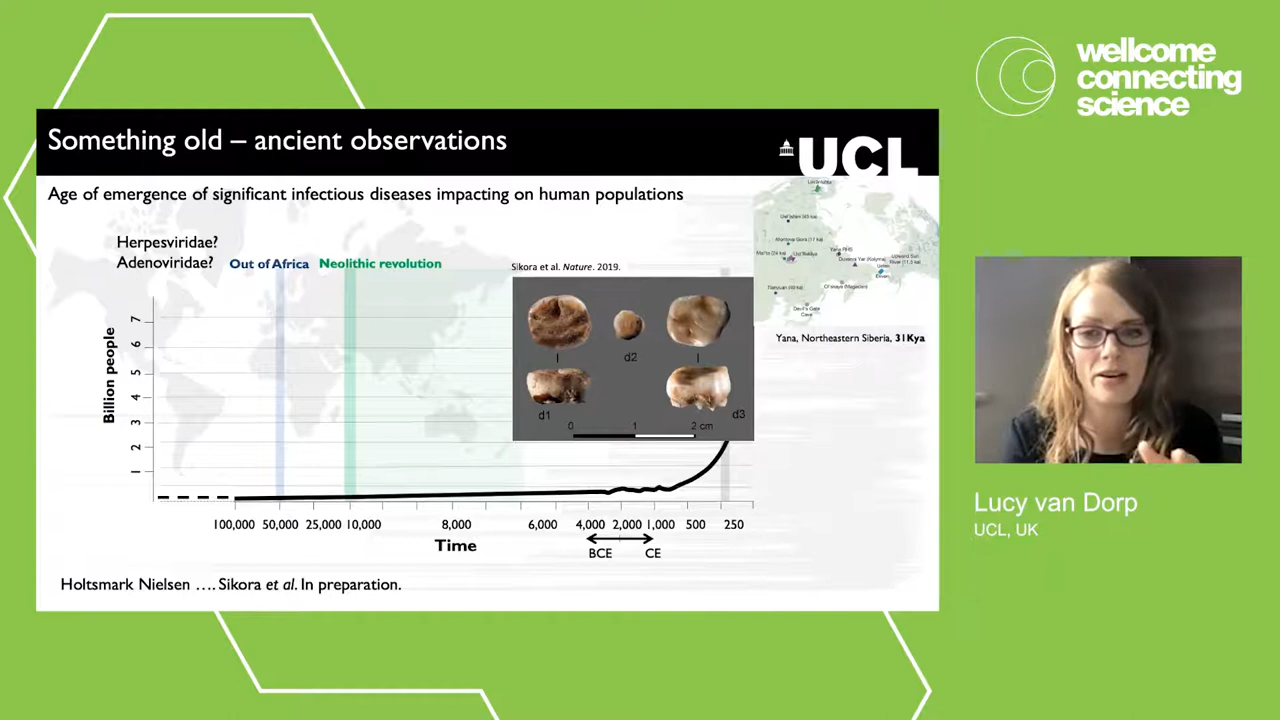 wellcome
connecting
science
Something old – ancient observations
UCL
Age of emergence of significant infectious diseases impacting on human populations
Herpesviridae?
Adenoviridae?
Out of Africa
Neolithic revolution
Sikora et al. Nature. 2019.
Yana, Northeastern Siberia, 31Kya
Devil's Gate
Cave
l
d2
l
d1
d3
0
1
2 cm
Billion people
7
6
5
4
3
2
1
100,000 50,000 25,000 10,000 8,000 6,000 4,000 2,000 1,000 500 250
Time
BCE
CE
Holtsmark Nielsen …. Sikora et al. In preparation.
Lucy van Dorp
UCL, UK